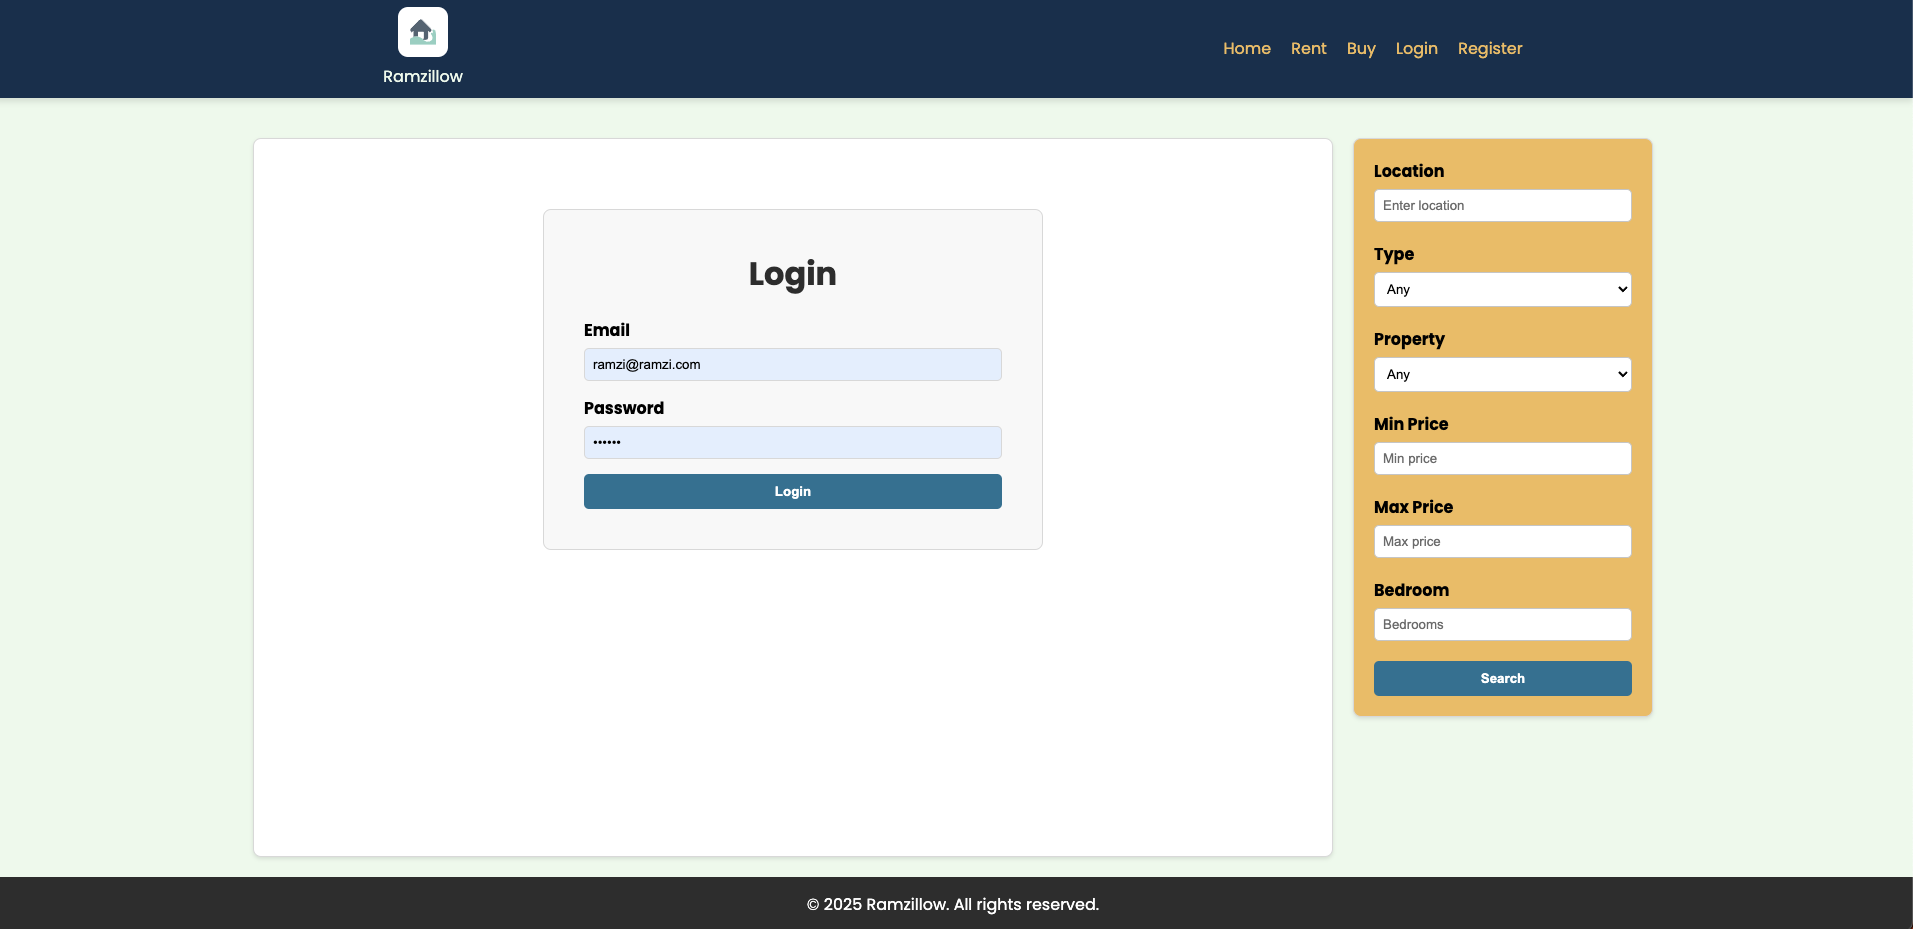 Ramzillow
Home Rent Buy Login Register
Login
Email
ramzi@ramzi.com
Password
••••••
Login
Location
Enter location
Type
Any
Property
Any
Min Price
Min price
Max Price
Max price
Bedroom
Bedrooms
Search
© 2025 Ramzillow. All rights reserved.